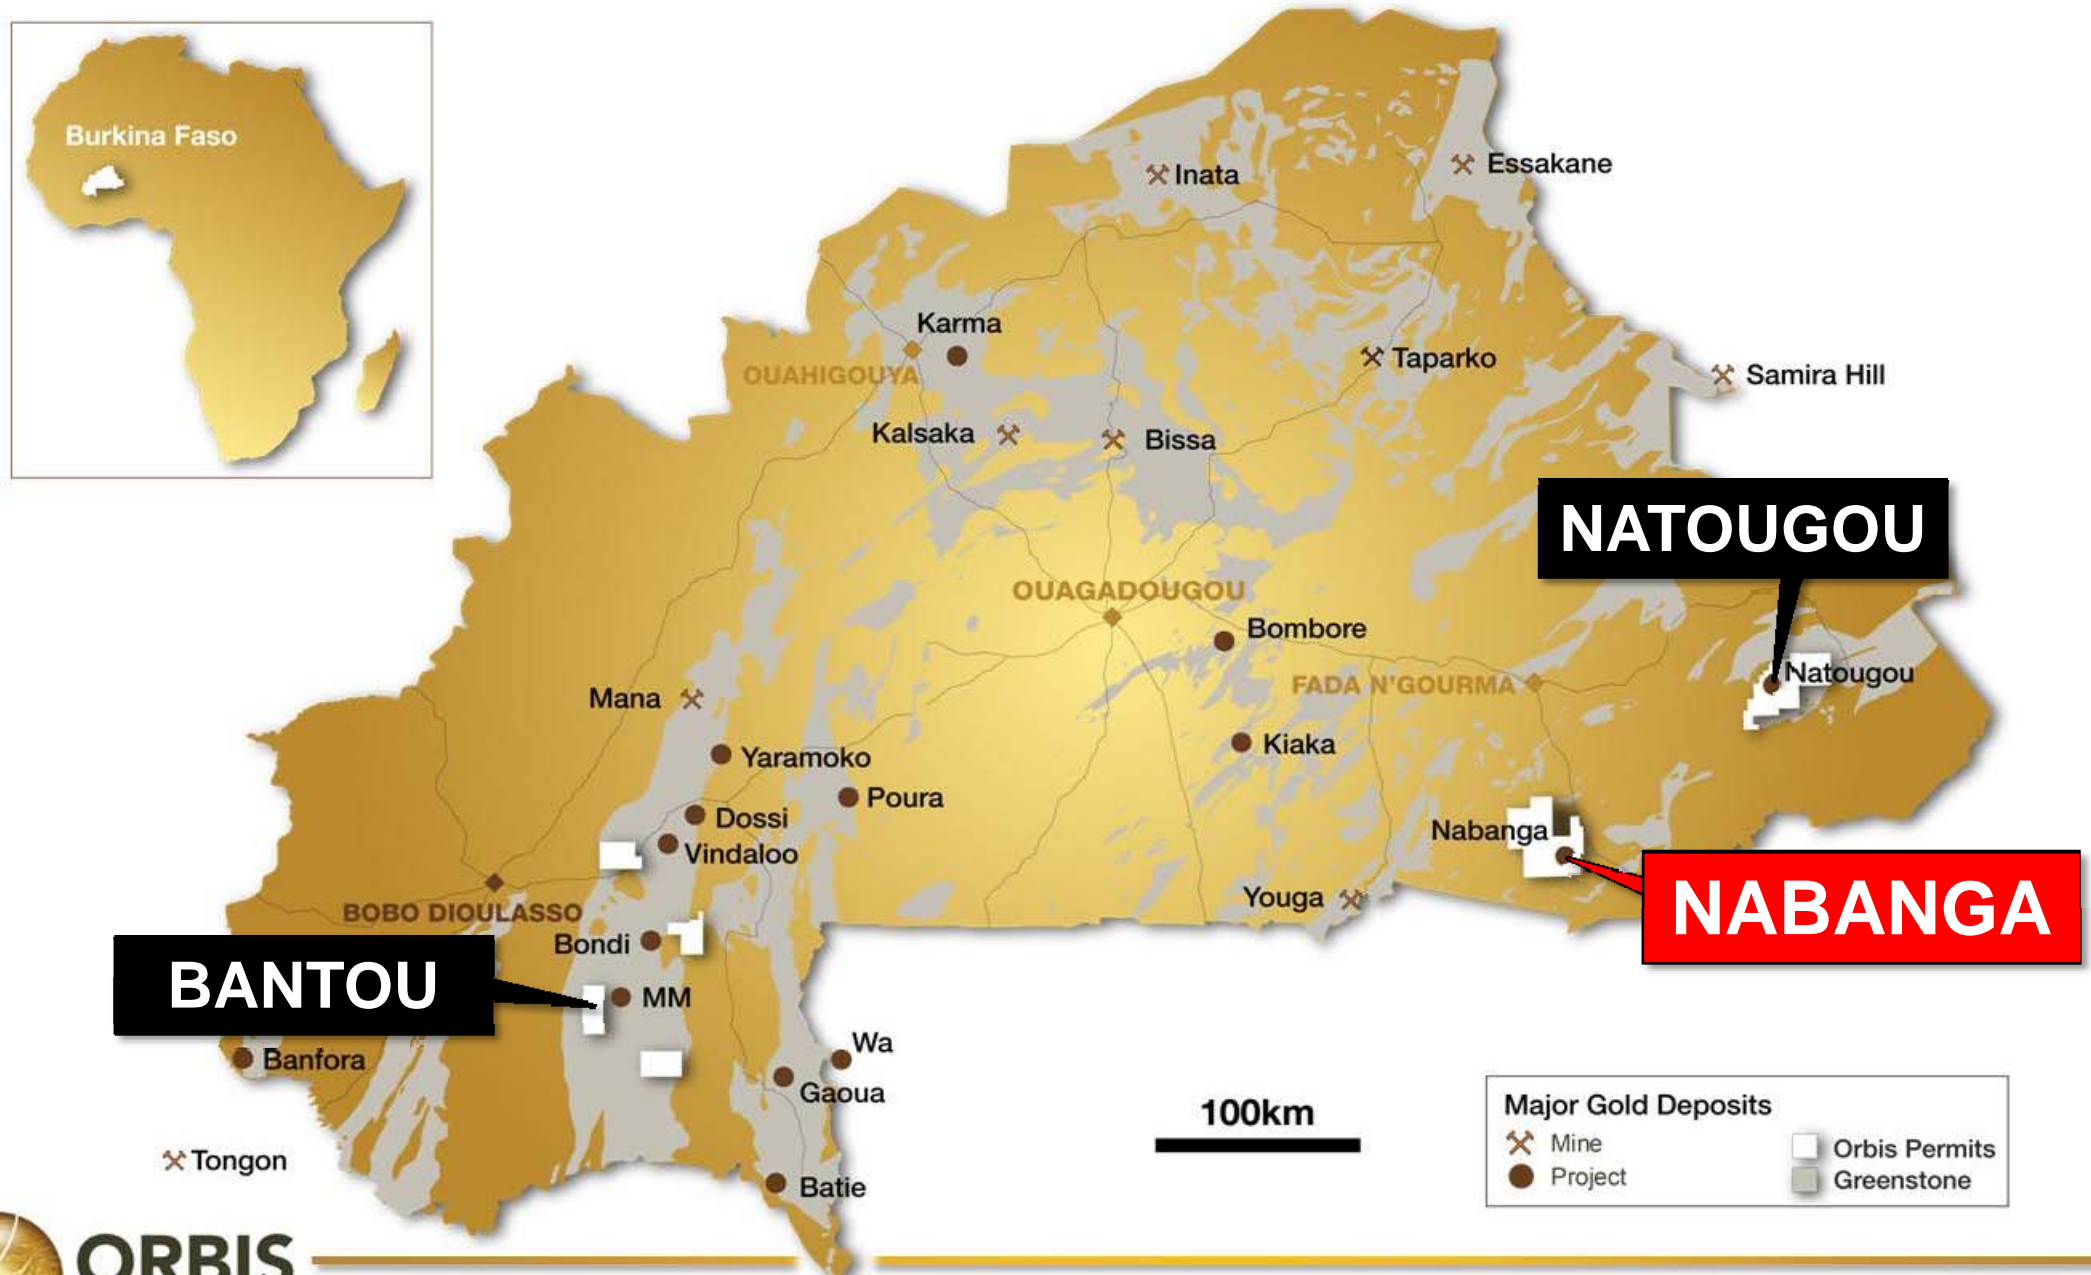 Burkina Faso
Inata
Essakane
Karma
OUAHIGOUYA
Taparko
Samira Hill
Kalsaka
Bissa
NATOUGOU
OUAGADOUGOU
Bombore
Natougou
FADA N'GOURMA
Mana
Kiaka
Yaramoko
Poura
Dossi
Nabanga
Vindaloo
NABANGA
Youga
BOBO DIOULASSO
Bondi
BANTOU
MM
Wa
Banfora
Gaoua
100km
Major Gold Deposits
Mine
Project
Orbis Permits
Greenstone
Tongon
Batie
ORBIS